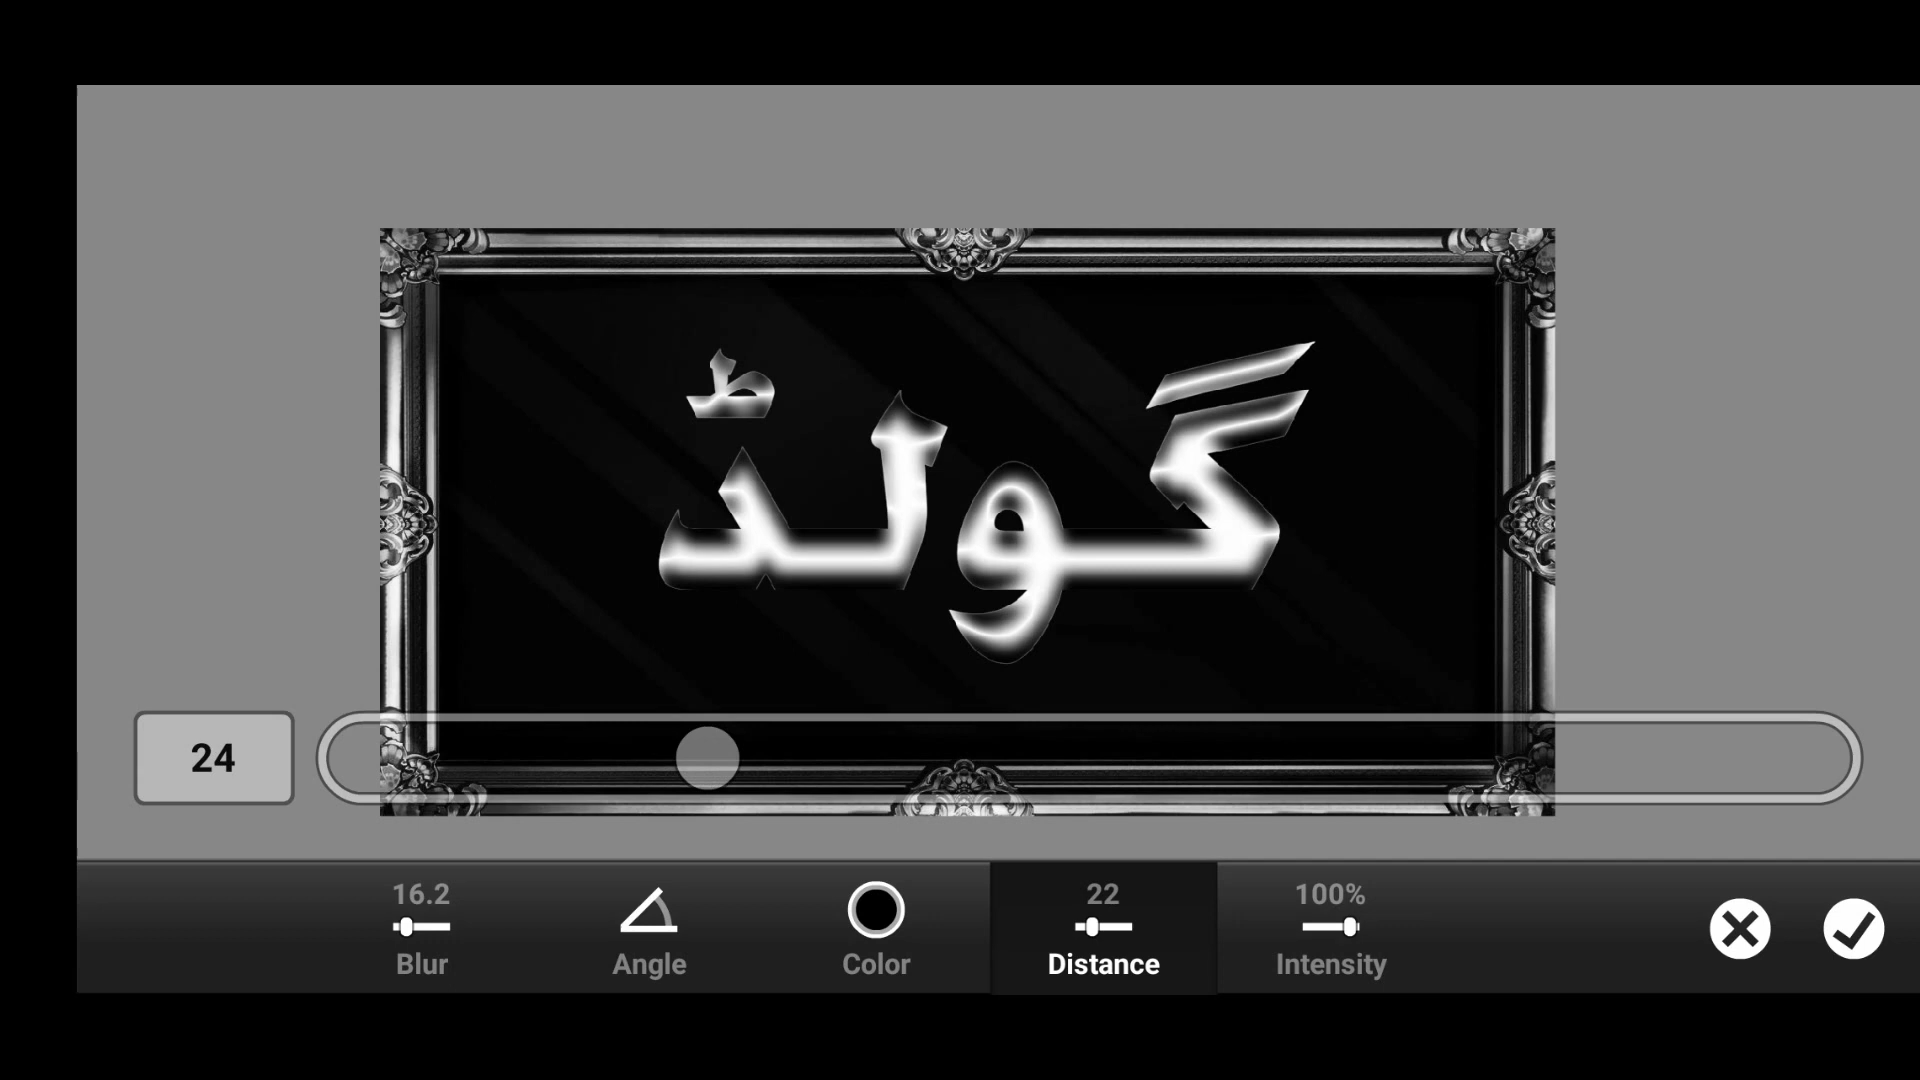 گولڈ
24
16.2 22 100%
Blur Angle Color Distance Intensity